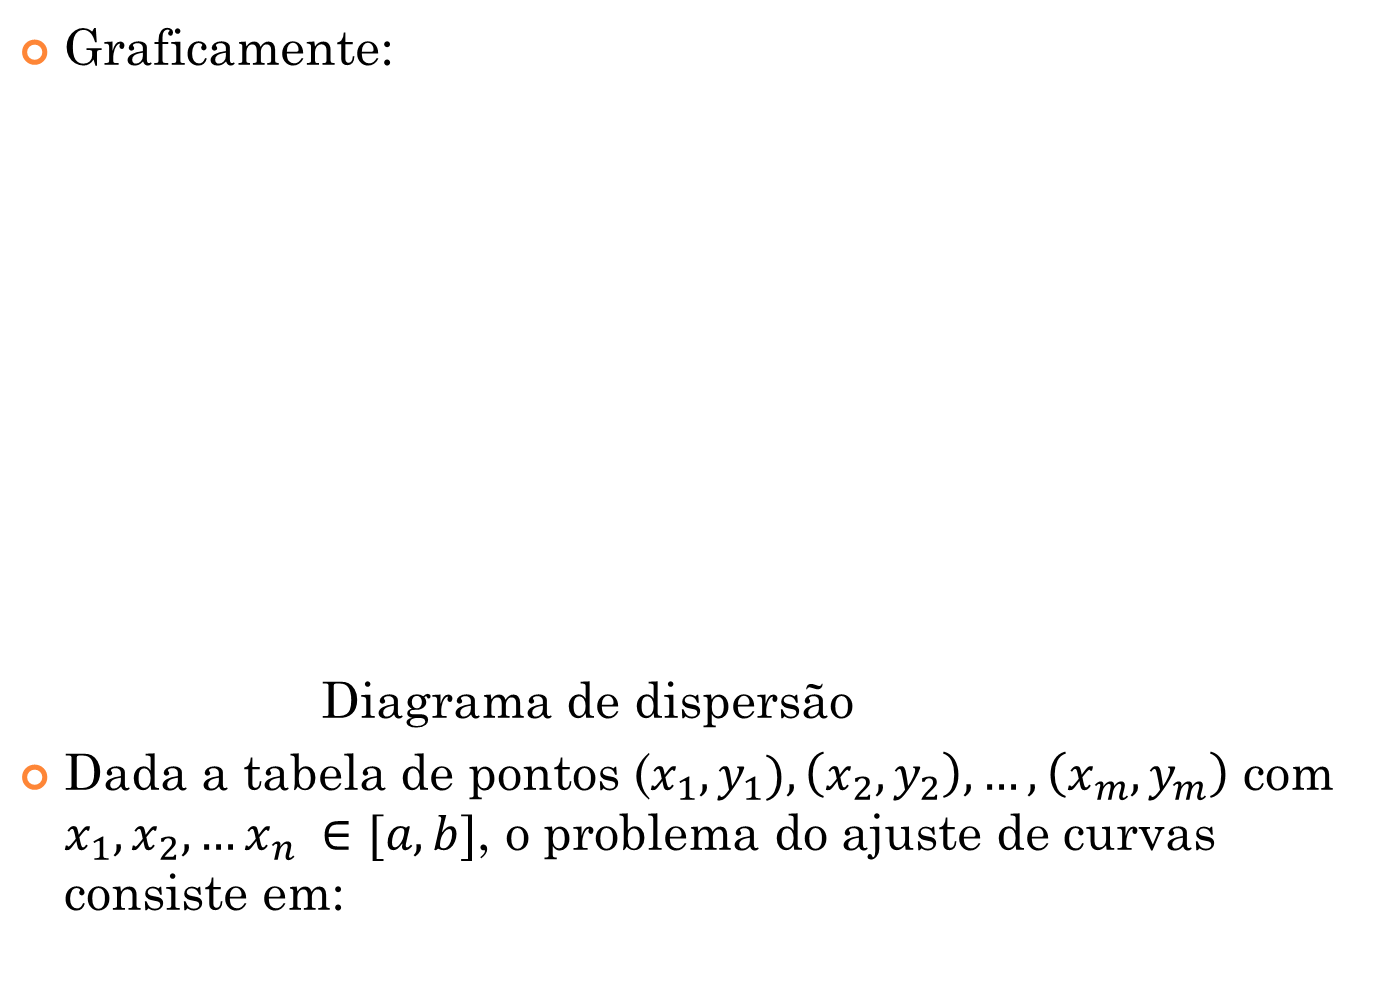 Graficamente:
Diagrama de dispersão
Dada a tabela de pontos (x₁, y₁), (x₂, y₂), … , (xₘ, yₘ) com
x₁, x₂, … xₙ ∈ [a, b], o problema do ajuste de curvas
consiste em: